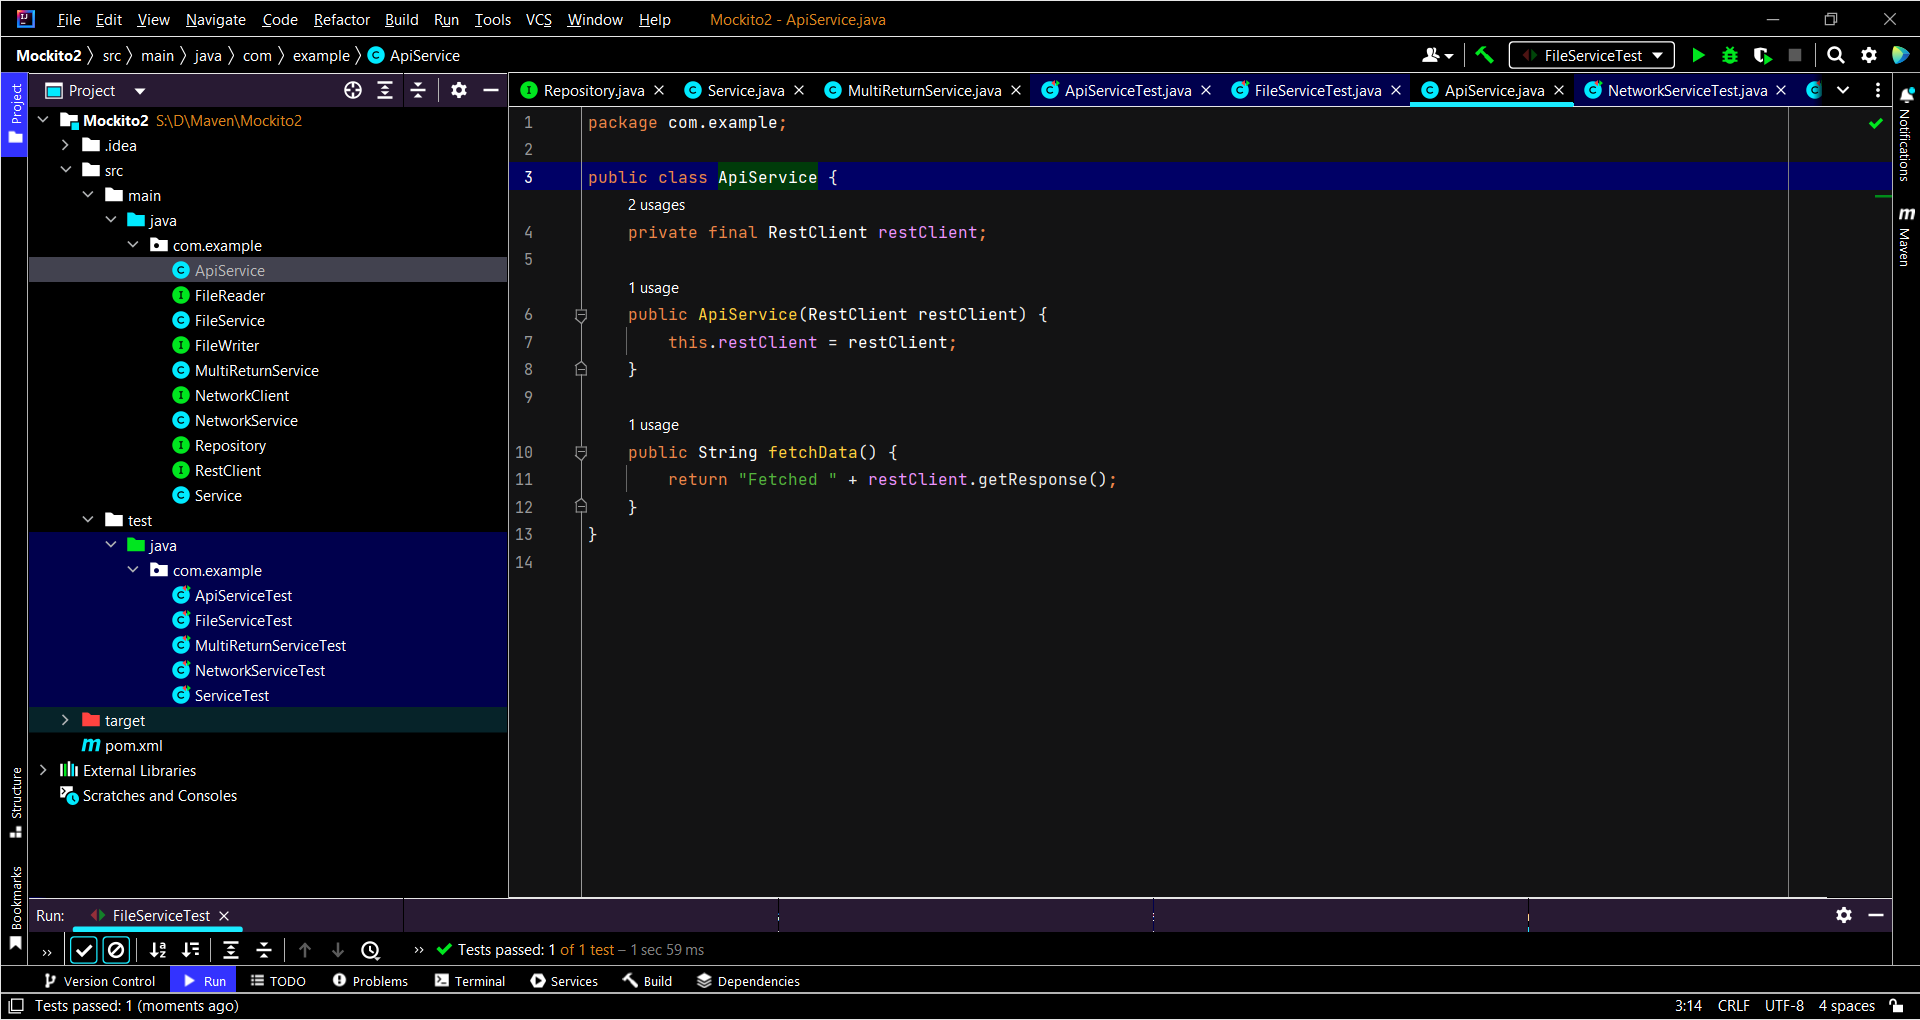 File Edit View Navigate Code Refactor Build Run Tools VCS Window Help Mockito2 - ApiService.java
Mockito2 src main java com example ApiService FileServiceTest
Project
Repository.java Service.java MultiReturnService.java ApiServiceTest.java FileServiceTest.java ApiService.java NetworkServiceTest.java
Project
Mockito2 S:\D\Maven\Mockito2
.idea
src
main
java
com.example
ApiService
FileReader
FileService
FileWriter
MultiReturnService
NetworkClient
NetworkService
Repository
RestClient
Service
test
java
com.example
ApiServiceTest
FileServiceTest
MultiReturnServiceTest
NetworkServiceTest
ServiceTest
target
pom.xml
External Libraries
Scratches and Consoles
Structure
Bookmarks
1 package com.example;
2
3 public class ApiService {
2 usages
4 private final RestClient restClient;
5
1 usage
6 public ApiService(RestClient restClient) {
7 this.restClient = restClient;
8 }
9
1 usage
10 public String fetchData() {
11 return "Fetched " + restClient.getResponse();
12 }
13 }
14
Notifications
Maven
Run: FileServiceTest
Tests passed: 1 of 1 test – 1 sec 59 ms
Version Control Run TODO Problems Terminal Services Build Dependencies
Tests passed: 1 (moments ago) 3:14 CRLF UTF-8 4 spaces